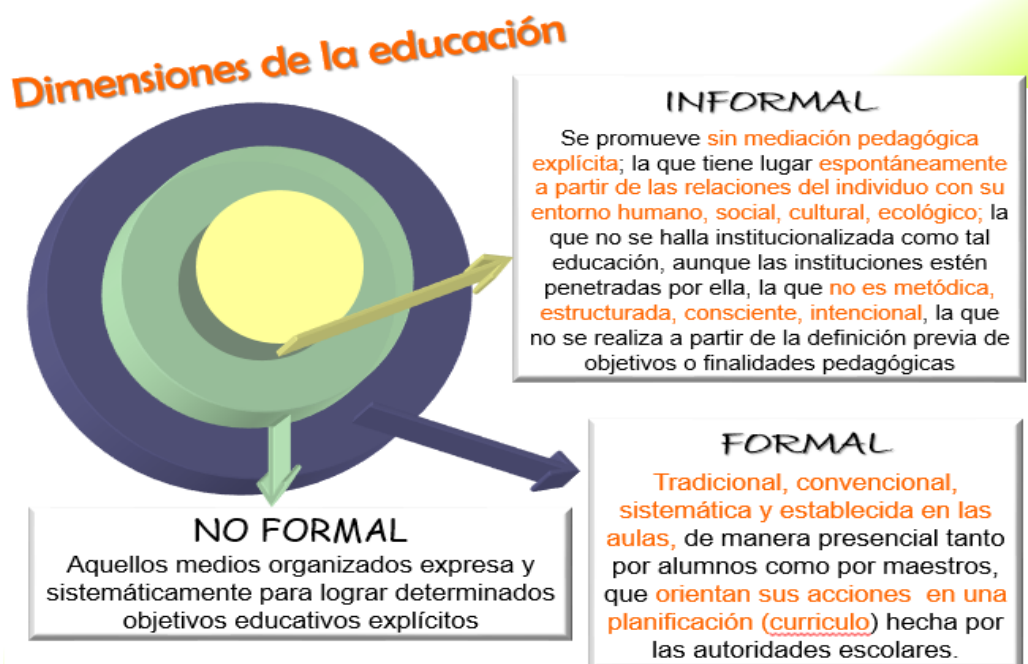 Dimensiones de la educación
INFORMAL
Se promueve sin mediación pedagógica
explícita; la que tiene lugar espontáneamente
a partir de las relaciones del individuo con su
entorno humano, social, cultural, ecológico; la
que no se halla institucionalizada como tal
educación, aunque las instituciones estén
penetradas por ella, la que no es metódica,
estructurada, consciente, intencional, la que
no se realiza a partir de la definición previa de
objetivos o finalidades pedagógicas
FORMAL
Tradicional, convencional,
sistemática y establecida en las
aulas, de manera presencial tanto
por alumnos como por maestros,
que orientan sus acciones en una
planificación (curriculo) hecha por
las autoridades escolares.
NO FORMAL
Aquellos medios organizados expresa y
sistemáticamente para lograr determinados
objetivos educativos explícitos